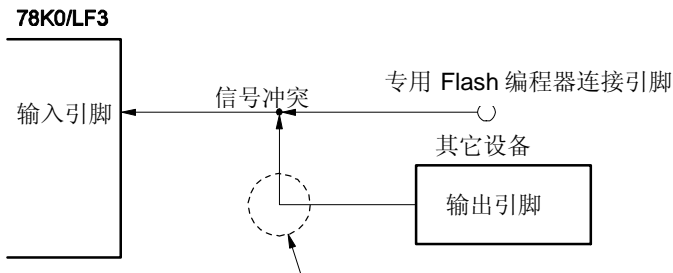 78K0/LF3
专用 Flash 编程器连接引脚
信号冲突
输入引脚
其它设备
输出引脚